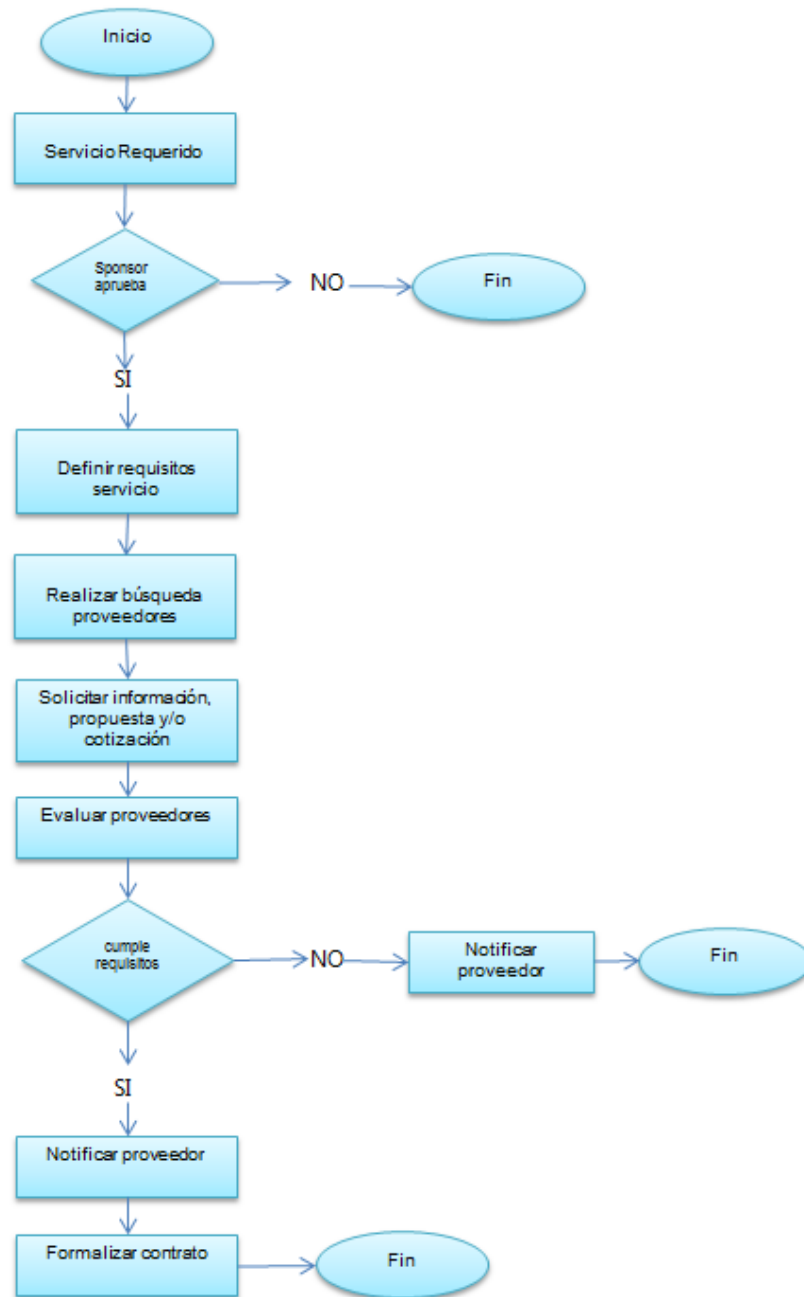 Inicio
Servicio Requerido
Sponsor
aprueba
NO
Fin
SI
Definir requisitos
servicio
Realizar búsqueda
proveedores
Solicitar información,
propuesta y/o
cotización
Evaluar proveedores
cumple
requisitos
NO
Notificar
proveedor
Fin
SI
Notificar proveedor
Formalizar contrato
Fin